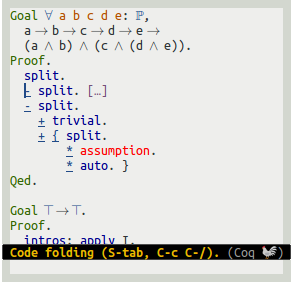 Goal ∀ a b c d e: ℙ,
a → b → c → d → e →
(a ∧ b) ∧ (c ∧ (d ∧ e)).
Proof.
split.
- split. […]
- split.
+ trivial.
+ { split.
* assumption.
* auto. }
Qed.
Goal ⊤ → ⊤.
Proof.
intros; apply I.
Code folding (S-tab, C-c C-/). (Coq 🐓)